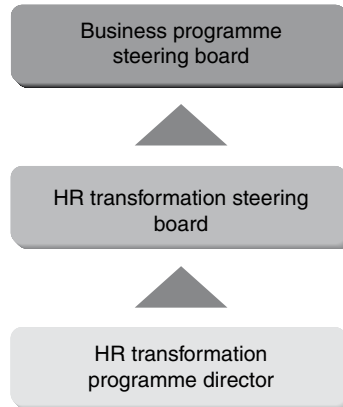 Business programme
steering board
HR transformation steering
board
HR transformation
programme director